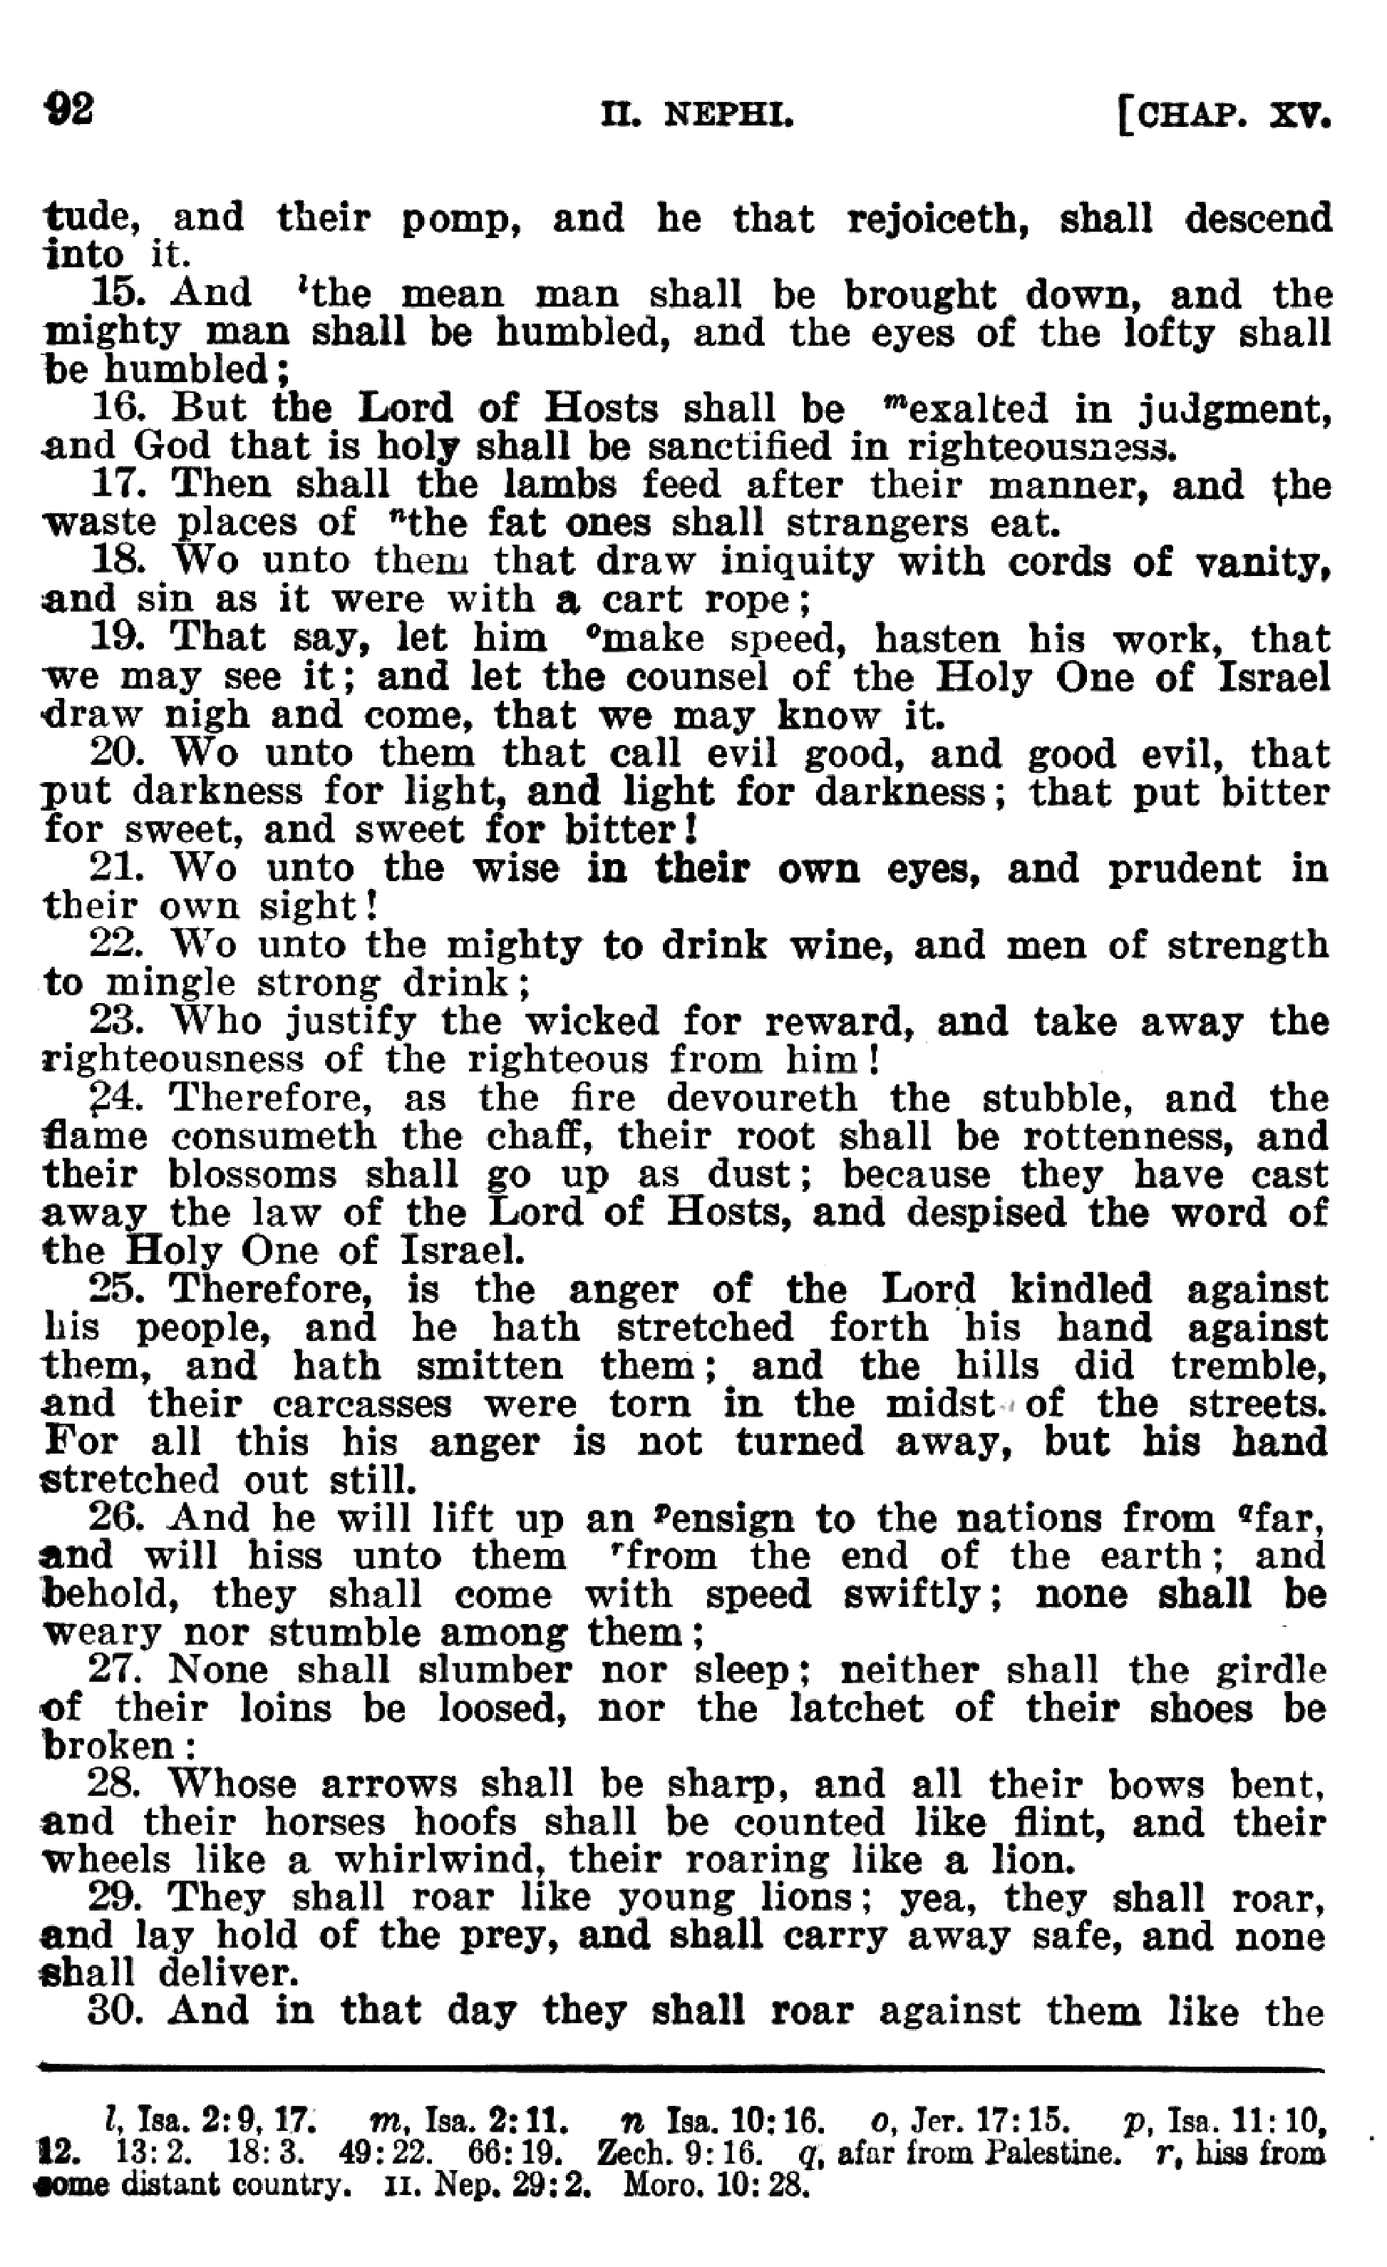 92 II. NEPHI. [CHAP. XV.
tude, and their pomp, and he that rejoiceth, shall descend
into it.
15. And lthe mean man shall be brought down, and the
mighty man shall be humbled, and the eyes of the lofty shall
be humbled;
16. But the Lord of Hosts shall be mexalted in judgment,
and God that is holy shall be sanctified in righteousness.
17. Then shall the lambs feed after their manner, and the
waste places of nthe fat ones shall strangers eat.
18. Wo unto them that draw iniquity with cords of vanity,
and sin as it were with a cart rope;
19. That say, let him omake speed, hasten his work, that
we may see it; and let the counsel of the Holy One of Israel
draw nigh and come, that we may know it.
20. Wo unto them that call evil good, and good evil, that
put darkness for light, and light for darkness; that put bitter
for sweet, and sweet for bitter!
21. Wo unto the wise in their own eyes, and prudent in
their own sight!
22. Wo unto the mighty to drink wine, and men of strength
to mingle strong drink;
23. Who justify the wicked for reward, and take away the
righteousness of the righteous from him!
24. Therefore, as the fire devoureth the stubble, and the
flame consumeth the chaff, their root shall be rottenness, and
their blossoms shall go up as dust; because they have cast
away the law of the Lord of Hosts, and despised the word of
the Holy One of Israel.
25. Therefore, is the anger of the Lord kindled against
his people, and he hath stretched forth his hand against
them, and hath smitten them; and the hills did tremble,
and their carcasses were torn in the midst of the streets.
For all this his anger is not turned away, but his hand
stretched out still.
26. And he will lift up an pensign to the nations from qfar,
and will hiss unto them rfrom the end of the earth; and
behold, they shall come with speed swiftly; none shall be
weary nor stumble among them;
27. None shall slumber nor sleep; neither shall the girdle
of their loins be loosed, nor the latchet of their shoes be
broken:
28. Whose arrows shall be sharp, and all their bows bent,
and their horses hoofs shall be counted like flint, and their
wheels like a whirlwind, their roaring like a lion.
29. They shall roar like young lions; yea, they shall roar,
and lay hold of the prey, and shall carry away safe, and none
shall deliver.
30. And in that day they shall roar against them like the
l, Isa. 2:9, 17. m, Isa. 2:11. n Isa. 10:16. o, Jer. 17:15. p, Isa. 11:10,
12. 13:2. 18:3. 49:22. 66:19. Zech. 9:16. q, afar from Palestine. r, hiss from
some distant country. II. Nep. 29:2. Moro. 10:28.